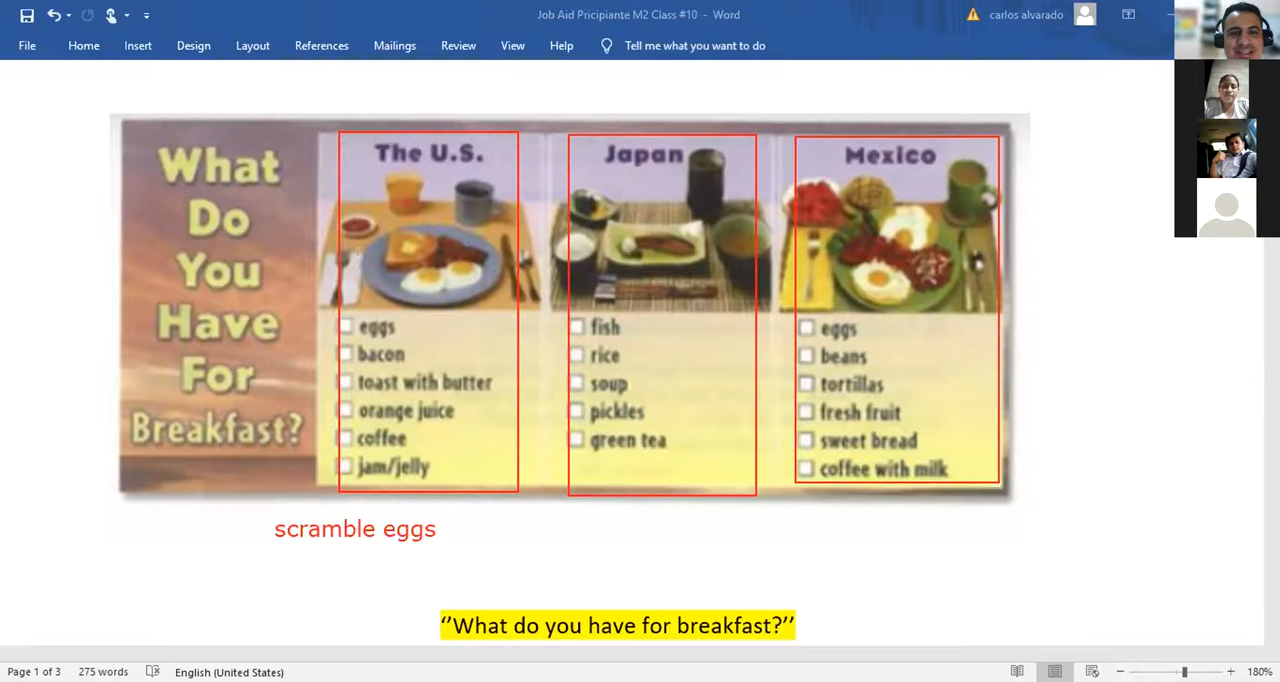 Job Aid Pricipiante M2 Class #10 - Word
carlos alvarado
File Home Insert Design Layout References Mailings Review View Help Tell me what you want to do
What
Do
You
Have
For
Breakfast?
The U.S.
eggs
bacon
toast with butter
orange juice
coffee
jam/jelly
Japan
fish
rice
soup
pickles
green tea
Mexico
eggs
beans
tortillas
fresh fruit
sweet bread
coffee with milk
scramble eggs
‘’What do you have for breakfast?’’
Page 1 of 3 275 words English (United States) 180%